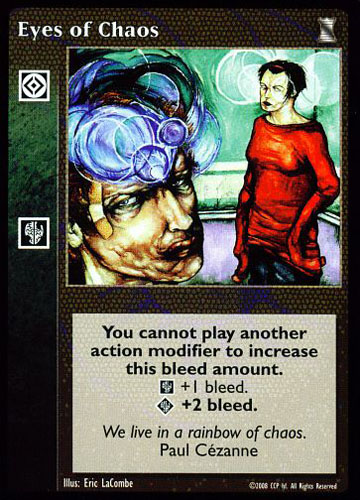 Eyes of Chaos
You cannot play another
action modifier to increase
this bleed amount.
+1 bleed.
+2 bleed.
We live in a rainbow of chaos.
Paul Cézanne
Illus: Eric LaCombe
©2008 CCP hf. All Rights Reserved